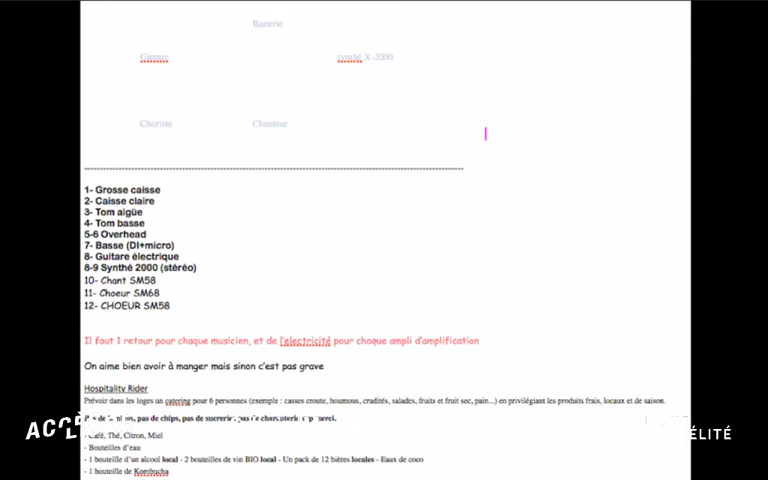 Batterie
Guitare synthé X-2000
Choriste Chanteur
1- Grosse caisse
2- Caisse claire
3- Tom aigüe
4- Tom basse
5-6 Overhead
7- Basse (DI+micro)
8- Guitare électrique
8-9 Synthé 2000 (stéréo)
10- Chant SM58
11- Choeur SM68
12- CHOEUR SM58
Il faut 1 retour pour chaque musicien, et de l'electricité pour chaque ampli d'amplification
On aime bien avoir à manger mais sinon c'est pas grave
Hospitality Rider
Prévoir dans les loges un catering pour 6 personnes (exemple : casses croute, houmous, crudités, salades, fruits et fruit sec, pain...) en privilégiant les produits frais, locaux et de saison.
pas de chips, pas de sucrerie, pas de charcuterie merci.
- Café, Thé, Citron, Miel
- Bouteilles d'eau
- 1 bouteille d'un alcool local - 2 bouteilles de vin BIO local - Un pack de 12 bières locales - Eaux de coco
- 1 bouteille de Kombucha